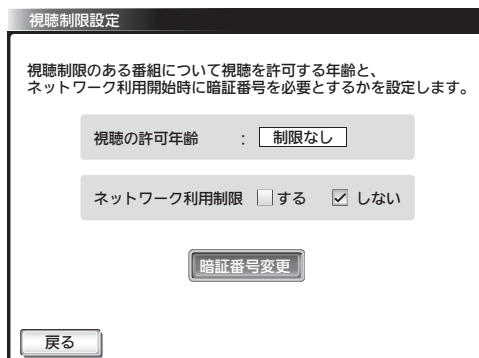 視聴制限設定
視聴制限のある番組について視聴を許可する年齢と、
ネットワーク利用開始時に暗証番号を必要とするかを設定します。
視聴の許可年齢 : 制限なし
ネットワーク利用制限 する しない
暗証番号変更
戻る